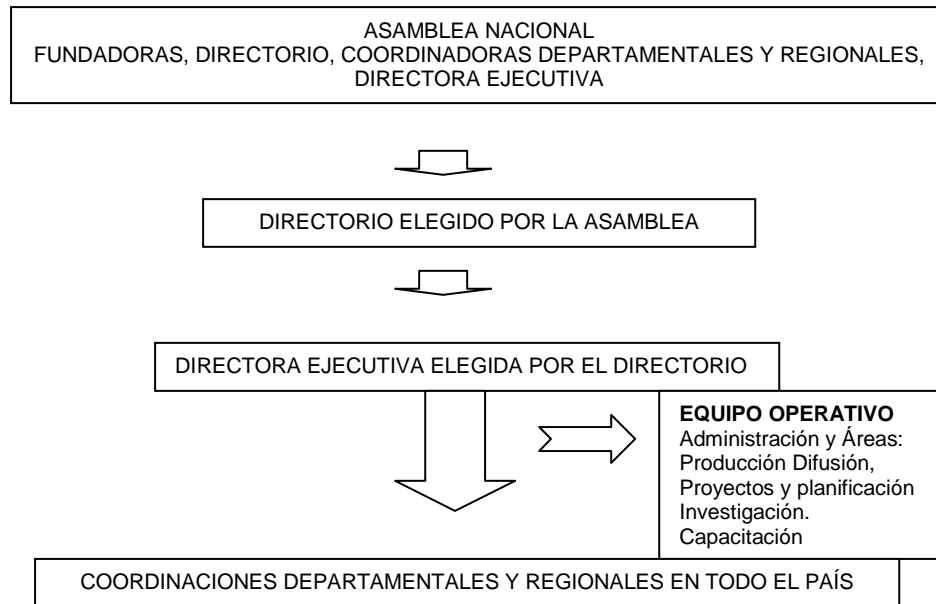 ASAMBLEA NACIONAL
FUNDADORAS, DIRECTORIO, COORDINADORAS DEPARTAMENTALES Y REGIONALES,
DIRECTORA EJECUTIVA
DIRECTORIO ELEGIDO POR LA ASAMBLEA
DIRECTORA EJECUTIVA ELEGIDA POR EL DIRECTORIO
EQUIPO OPERATIVO
Administración y Áreas:
Producción Difusión,
Proyectos y planificación
Investigación.
Capacitación
COORDINACIONES DEPARTAMENTALES Y REGIONALES EN TODO EL PAÍS